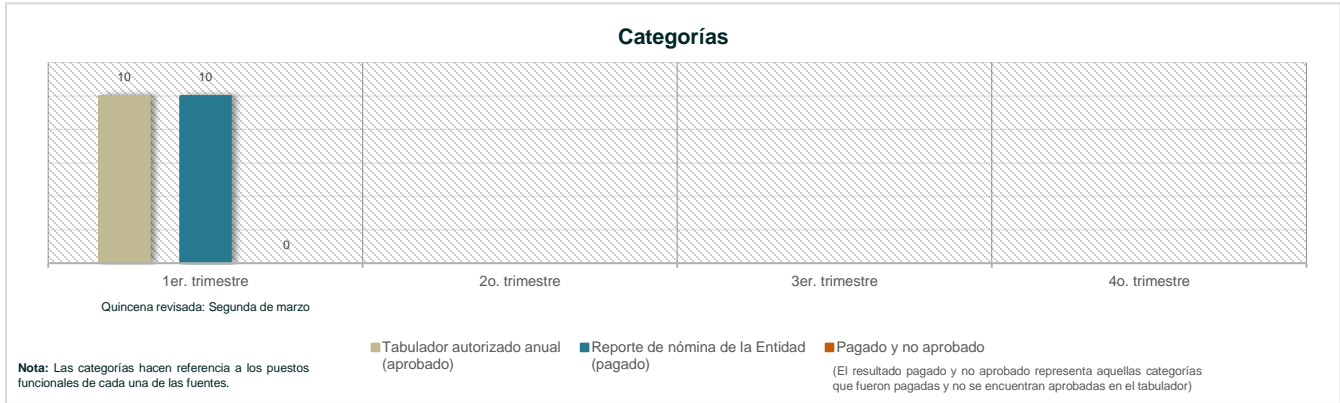 Categorías
10
10
0
1er. trimestre
2o. trimestre
3er. trimestre
4o. trimestre
Quincena revisada: Segunda de marzo
Tabulador autorizado anual
(aprobado)
Reporte de nómina de la Entidad
(pagado)
Pagado y no aprobado
(El resultado pagado y no aprobado representa aquellas categorías
que fueron pagadas y no se encuentran aprobadas en el tabulador)
Nota: Las categorías hacen referencia a los puestos
funcionales de cada una de las fuentes.